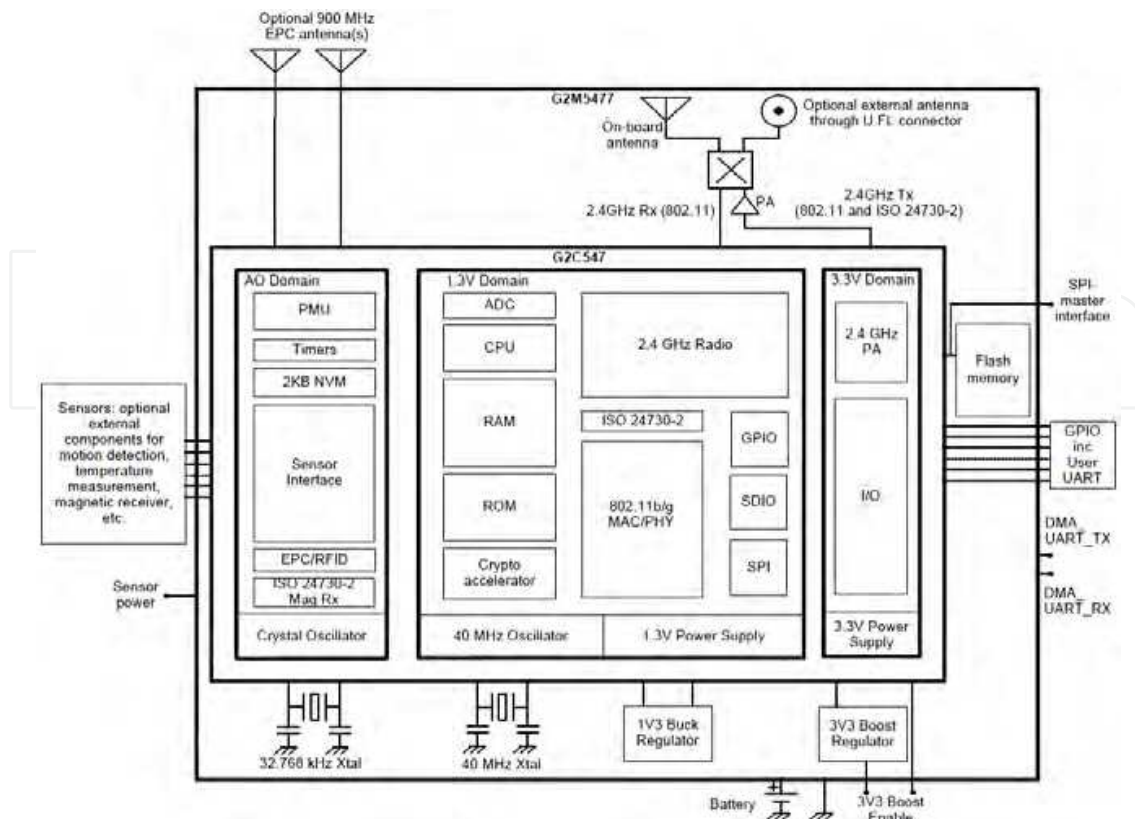 Optional 900 MHz
EPC antenna(s)
G2M5477
On-board
antenna
Optional external antenna
through U.FL connector
2.4GHz Rx (802.11)
PA
2.4GHz Tx
(802.11 and ISO 24730-2)
G2C547
AO Domain
PMU
Timers
2KB NVM
Sensor
Interface
EPC/RFID
ISO 24730-2
Mag Rx
Crystal Oscillator
1.3V Domain
ADC
CPU
RAM
ROM
Crypto
accelerator
2.4 GHz Radio
ISO 24730-2
802.11b/g
MAC/PHY
GPIO
SDIO
SPI
40 MHz Oscillator
1.3V Power Supply
3.3V Domain
2.4 GHz
PA
I/O
3.3V Power
Supply
SPI-
master
interface
Flash
memory
GPIO
inc
User
UART
DMA_
UART_TX
DMA_
UART_RX
Sensors: optional
external
components for
motion detection,
temperature
measurement,
magnetic receiver,
etc.
Sensor
power
32.768 kHz Xtal
40 MHz Xtal
1V3 Buck
Regulator
3V3 Boost
Regulator
Battery
+
3V3 Boost
Enable